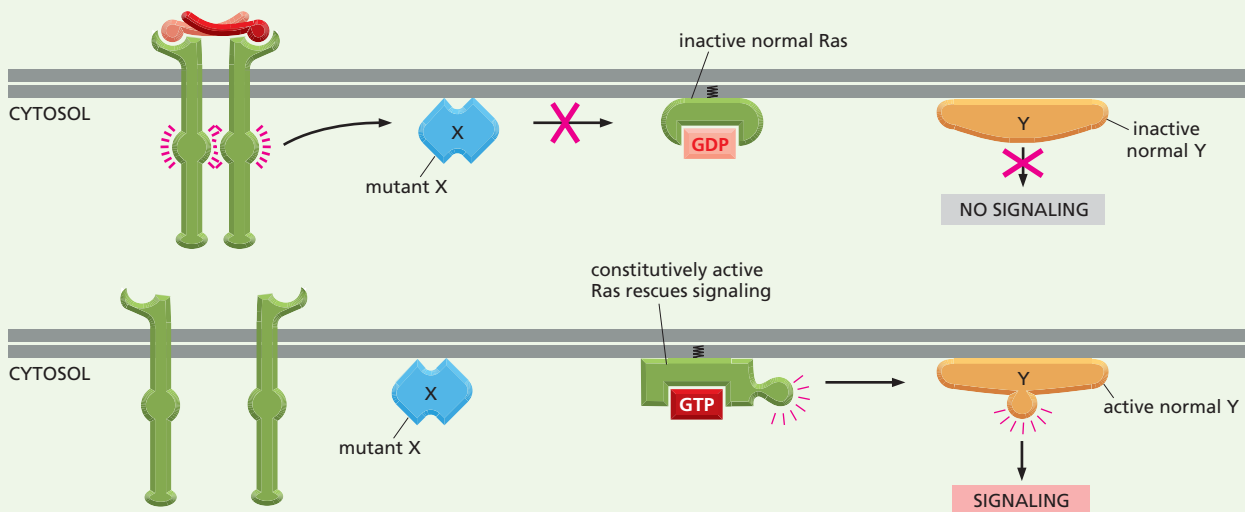 inactive normal Ras
CYTOSOL
X
Y
GDP
inactive
normal Y
mutant X
NO SIGNALING
constitutively active
Ras rescues signaling
CYTOSOL
X
Y
GTP
active normal Y
mutant X
SIGNALING